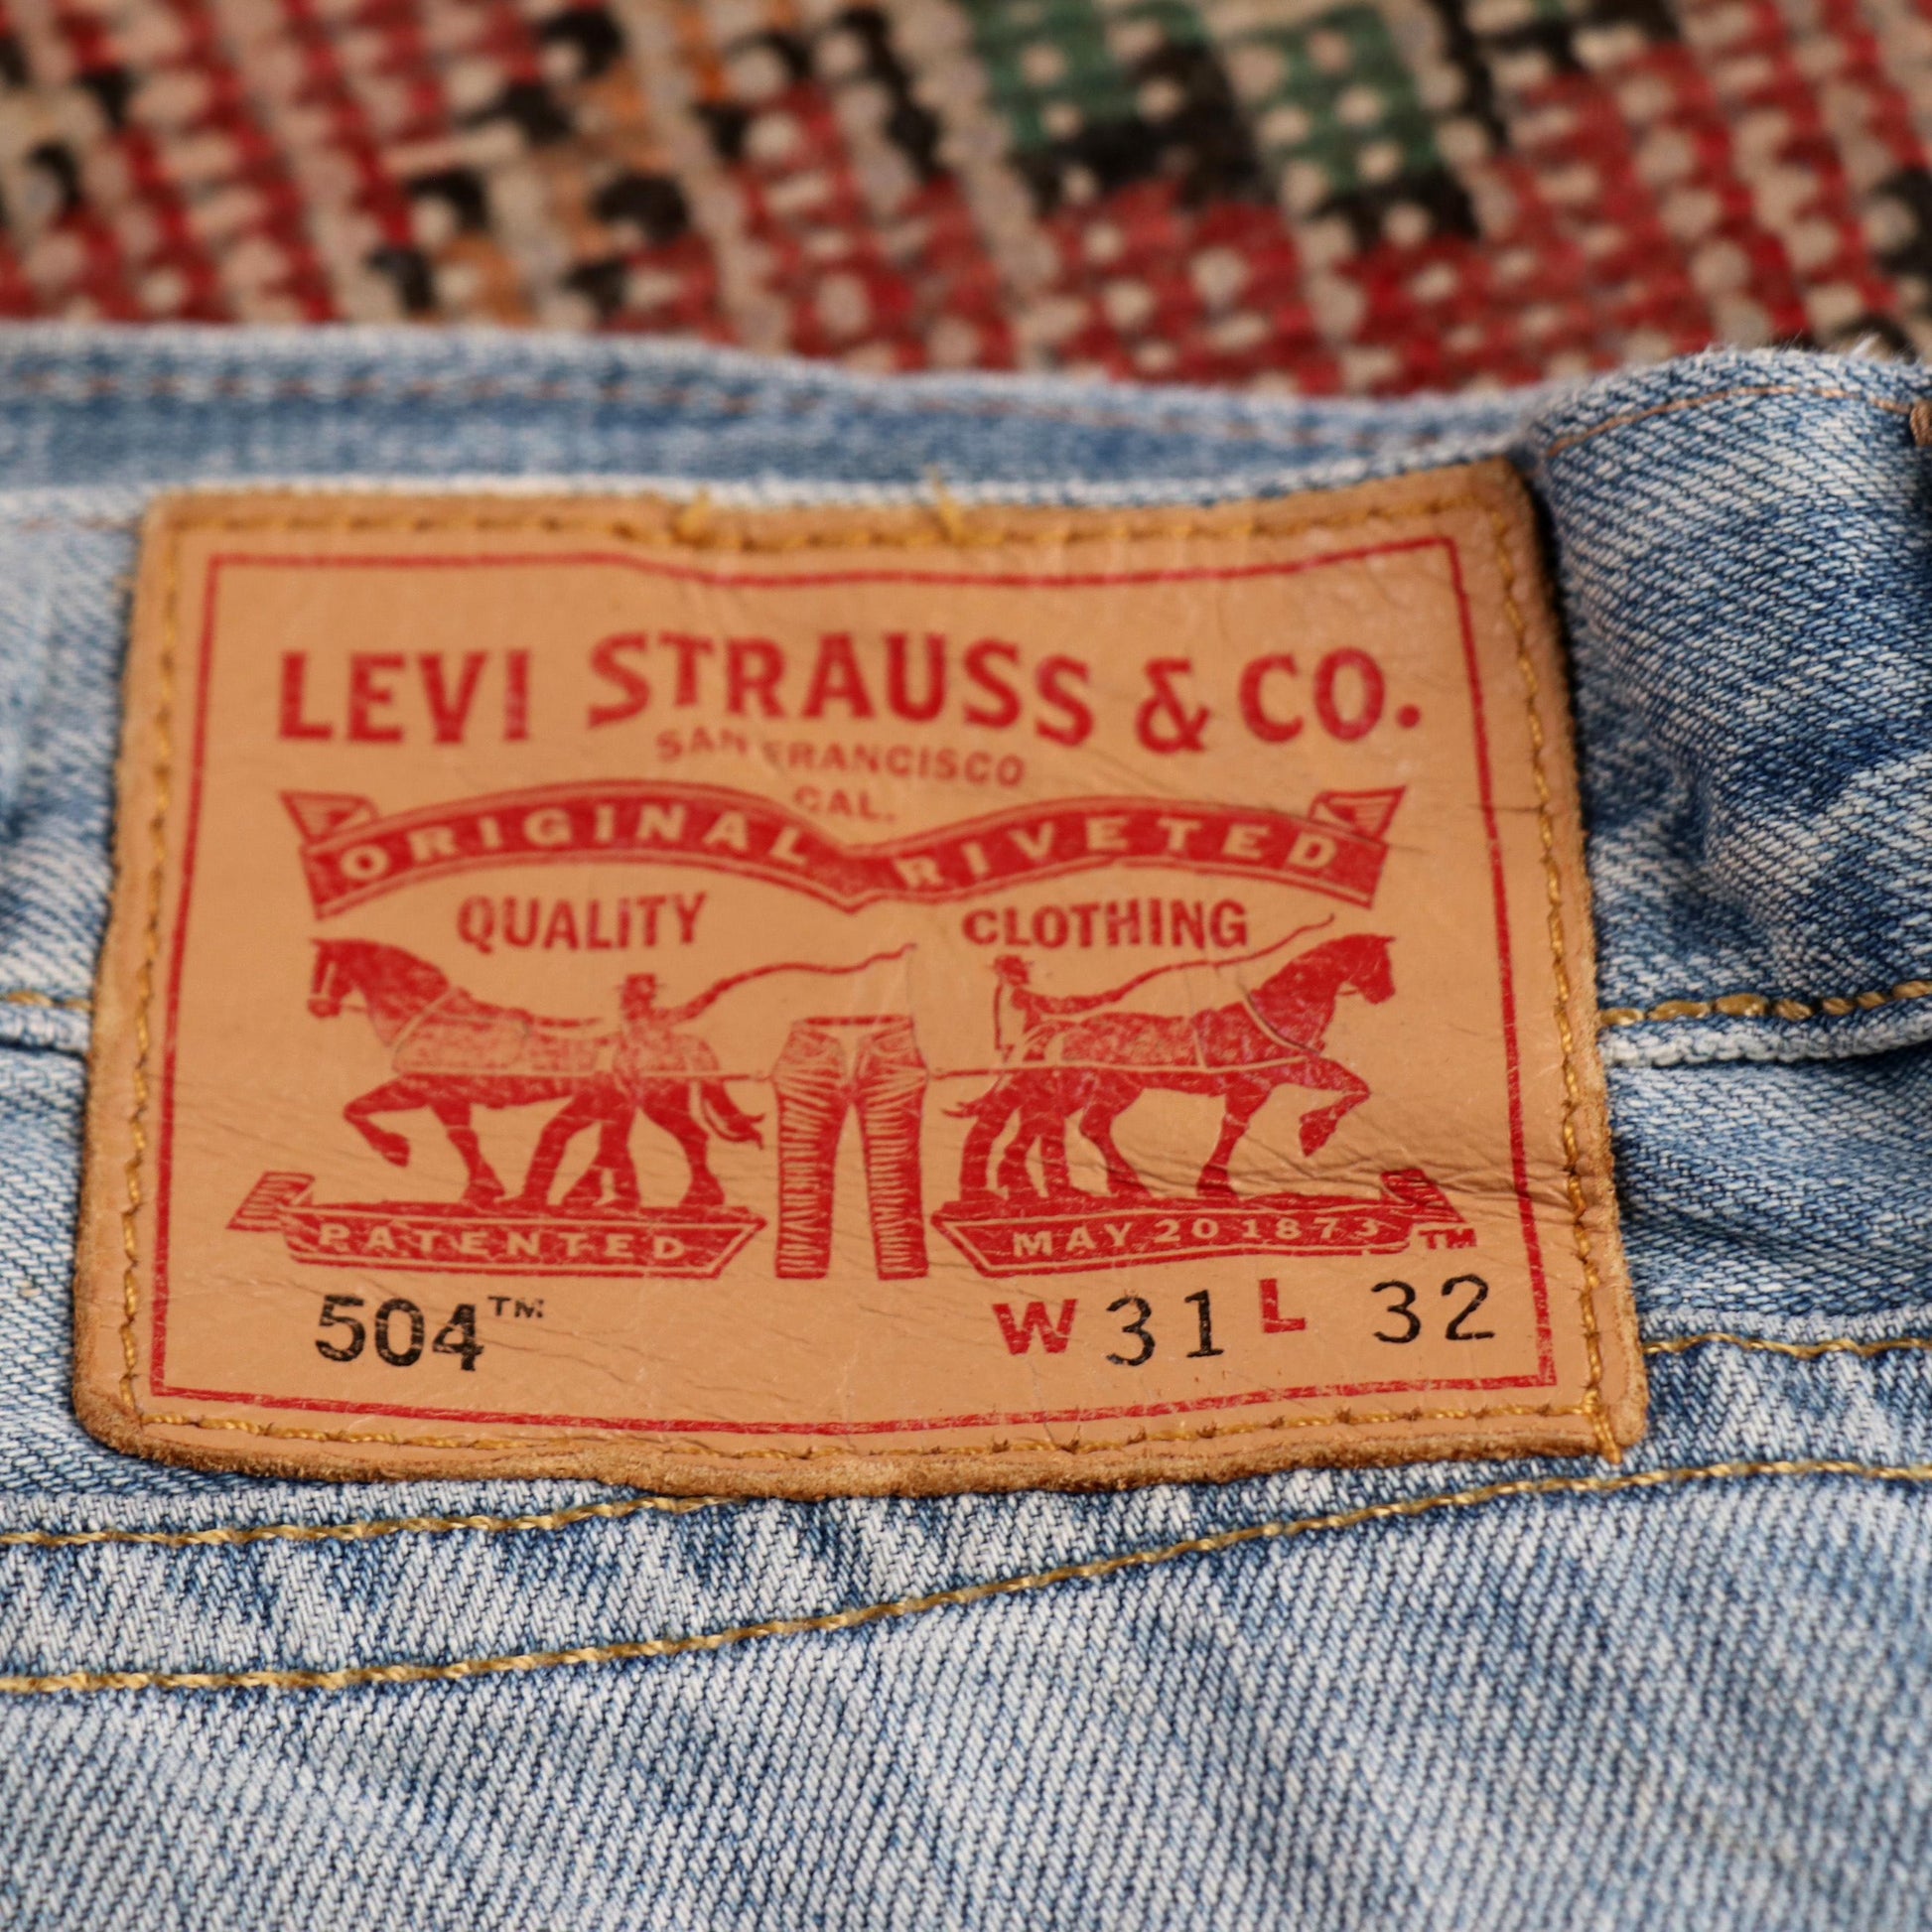 LEVI STRAUSS & CO.
SAN FRANCISCO
CAL.
ORIGINAL RIVETED
QUALITY CLOTHING
PATENTED MAY 20 1873 TM
504™ W 31 L 32